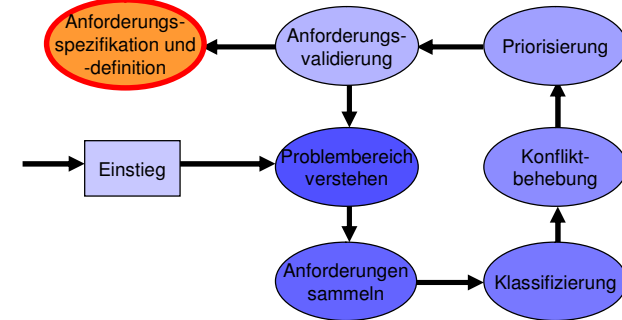 Anforderungs-
spezifikation und
-definition
Anforderungs-
validierung
Priorisierung
Einstieg
Problembereich
verstehen
Konflikt-
behebung
Anforderungen
sammeln
Klassifizierung